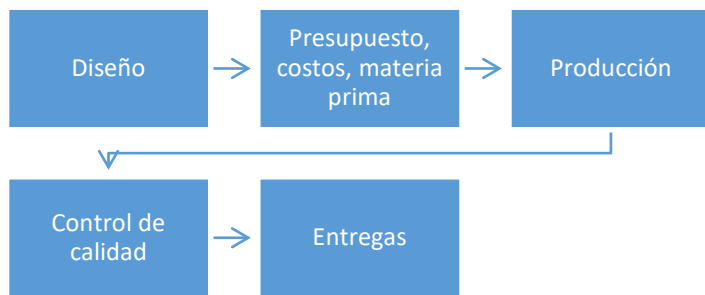 Diseño
Presupuesto,
costos, materia
prima
Producción
Control de
calidad
Entregas